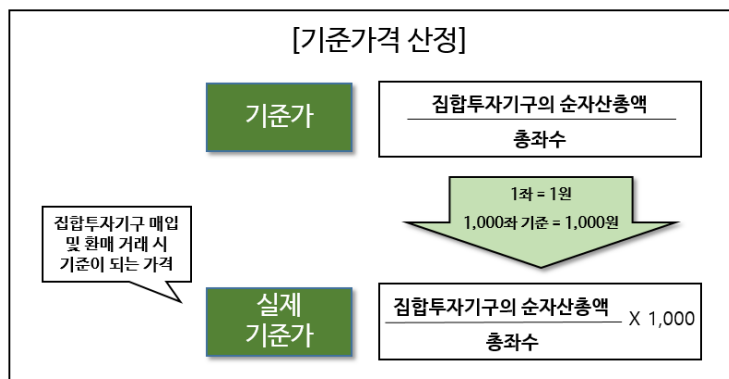 [기준가격 산정]
기준가
집합투자기구의 순자산총액
총좌수
1좌 = 1원
1,000좌 기준 = 1,000원
집합투자기구 매입
및 환매 거래 시
기준이 되는 가격
실제
기준가
집합투자기구의 순자산총액
총좌수
X 1,000